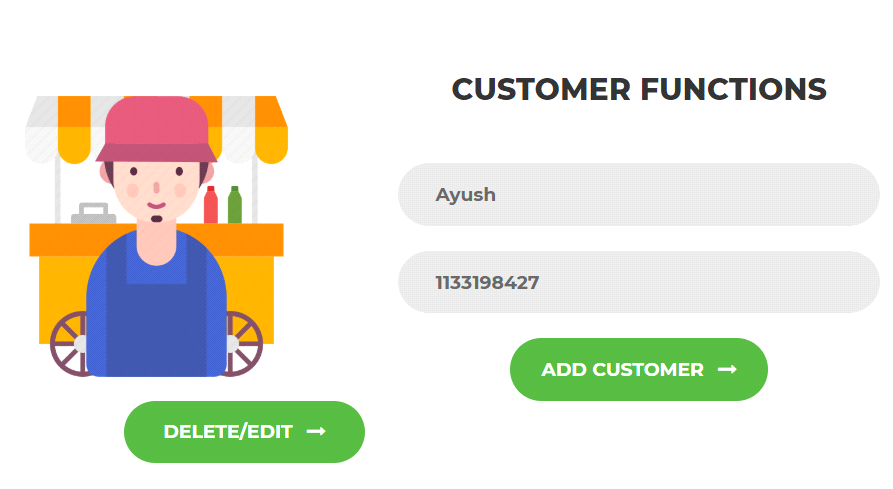 CUSTOMER FUNCTIONS
Ayush
1133198427
ADD CUSTOMER
DELETE/EDIT